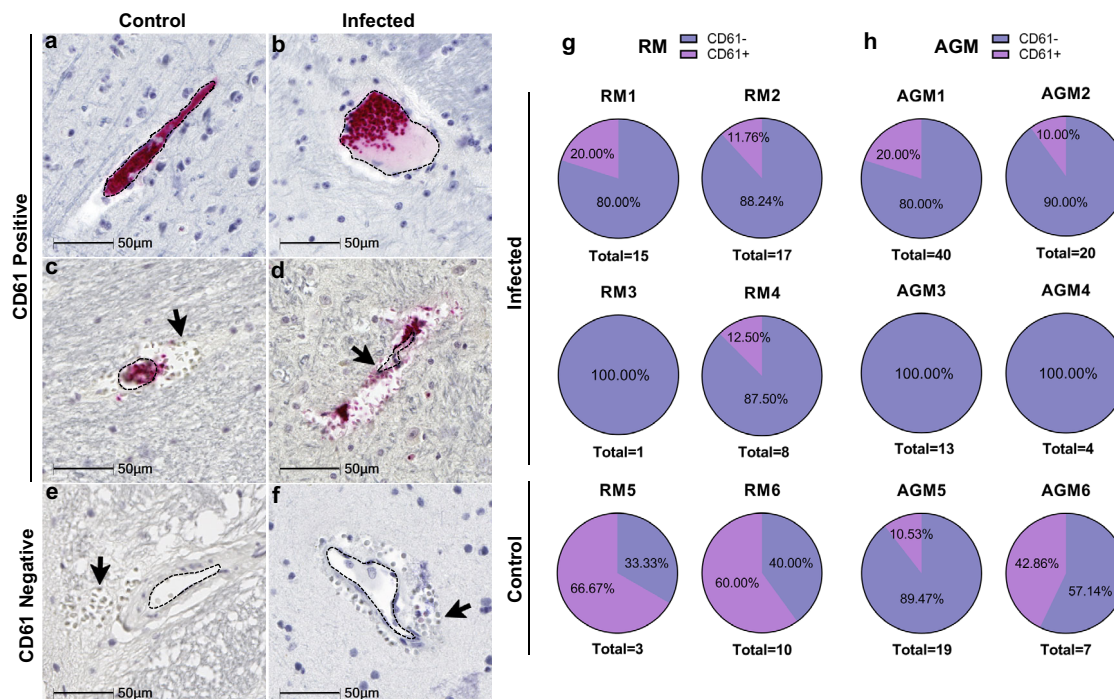 Control
Infected
CD61 Positive
CD61 Negative
a
50µm
b
50µm
c
50µm
d
50µm
e
50µm
f
50µm
g
RM
CD61-
CD61+
h
AGM
CD61-
CD61+
Infected
RM1
20.00%
80.00%
Total=15
RM2
11.76%
88.24%
Total=17
AGM1
20.00%
80.00%
Total=40
AGM2
10.00%
90.00%
Total=20
RM3
100.00%
Total=1
RM4
12.50%
87.50%
Total=8
AGM3
100.00%
Total=13
AGM4
100.00%
Total=4
Control
RM5
33.33%
66.67%
Total=3
RM6
40.00%
60.00%
Total=10
AGM5
10.53%
89.47%
Total=19
AGM6
42.86%
57.14%
Total=7